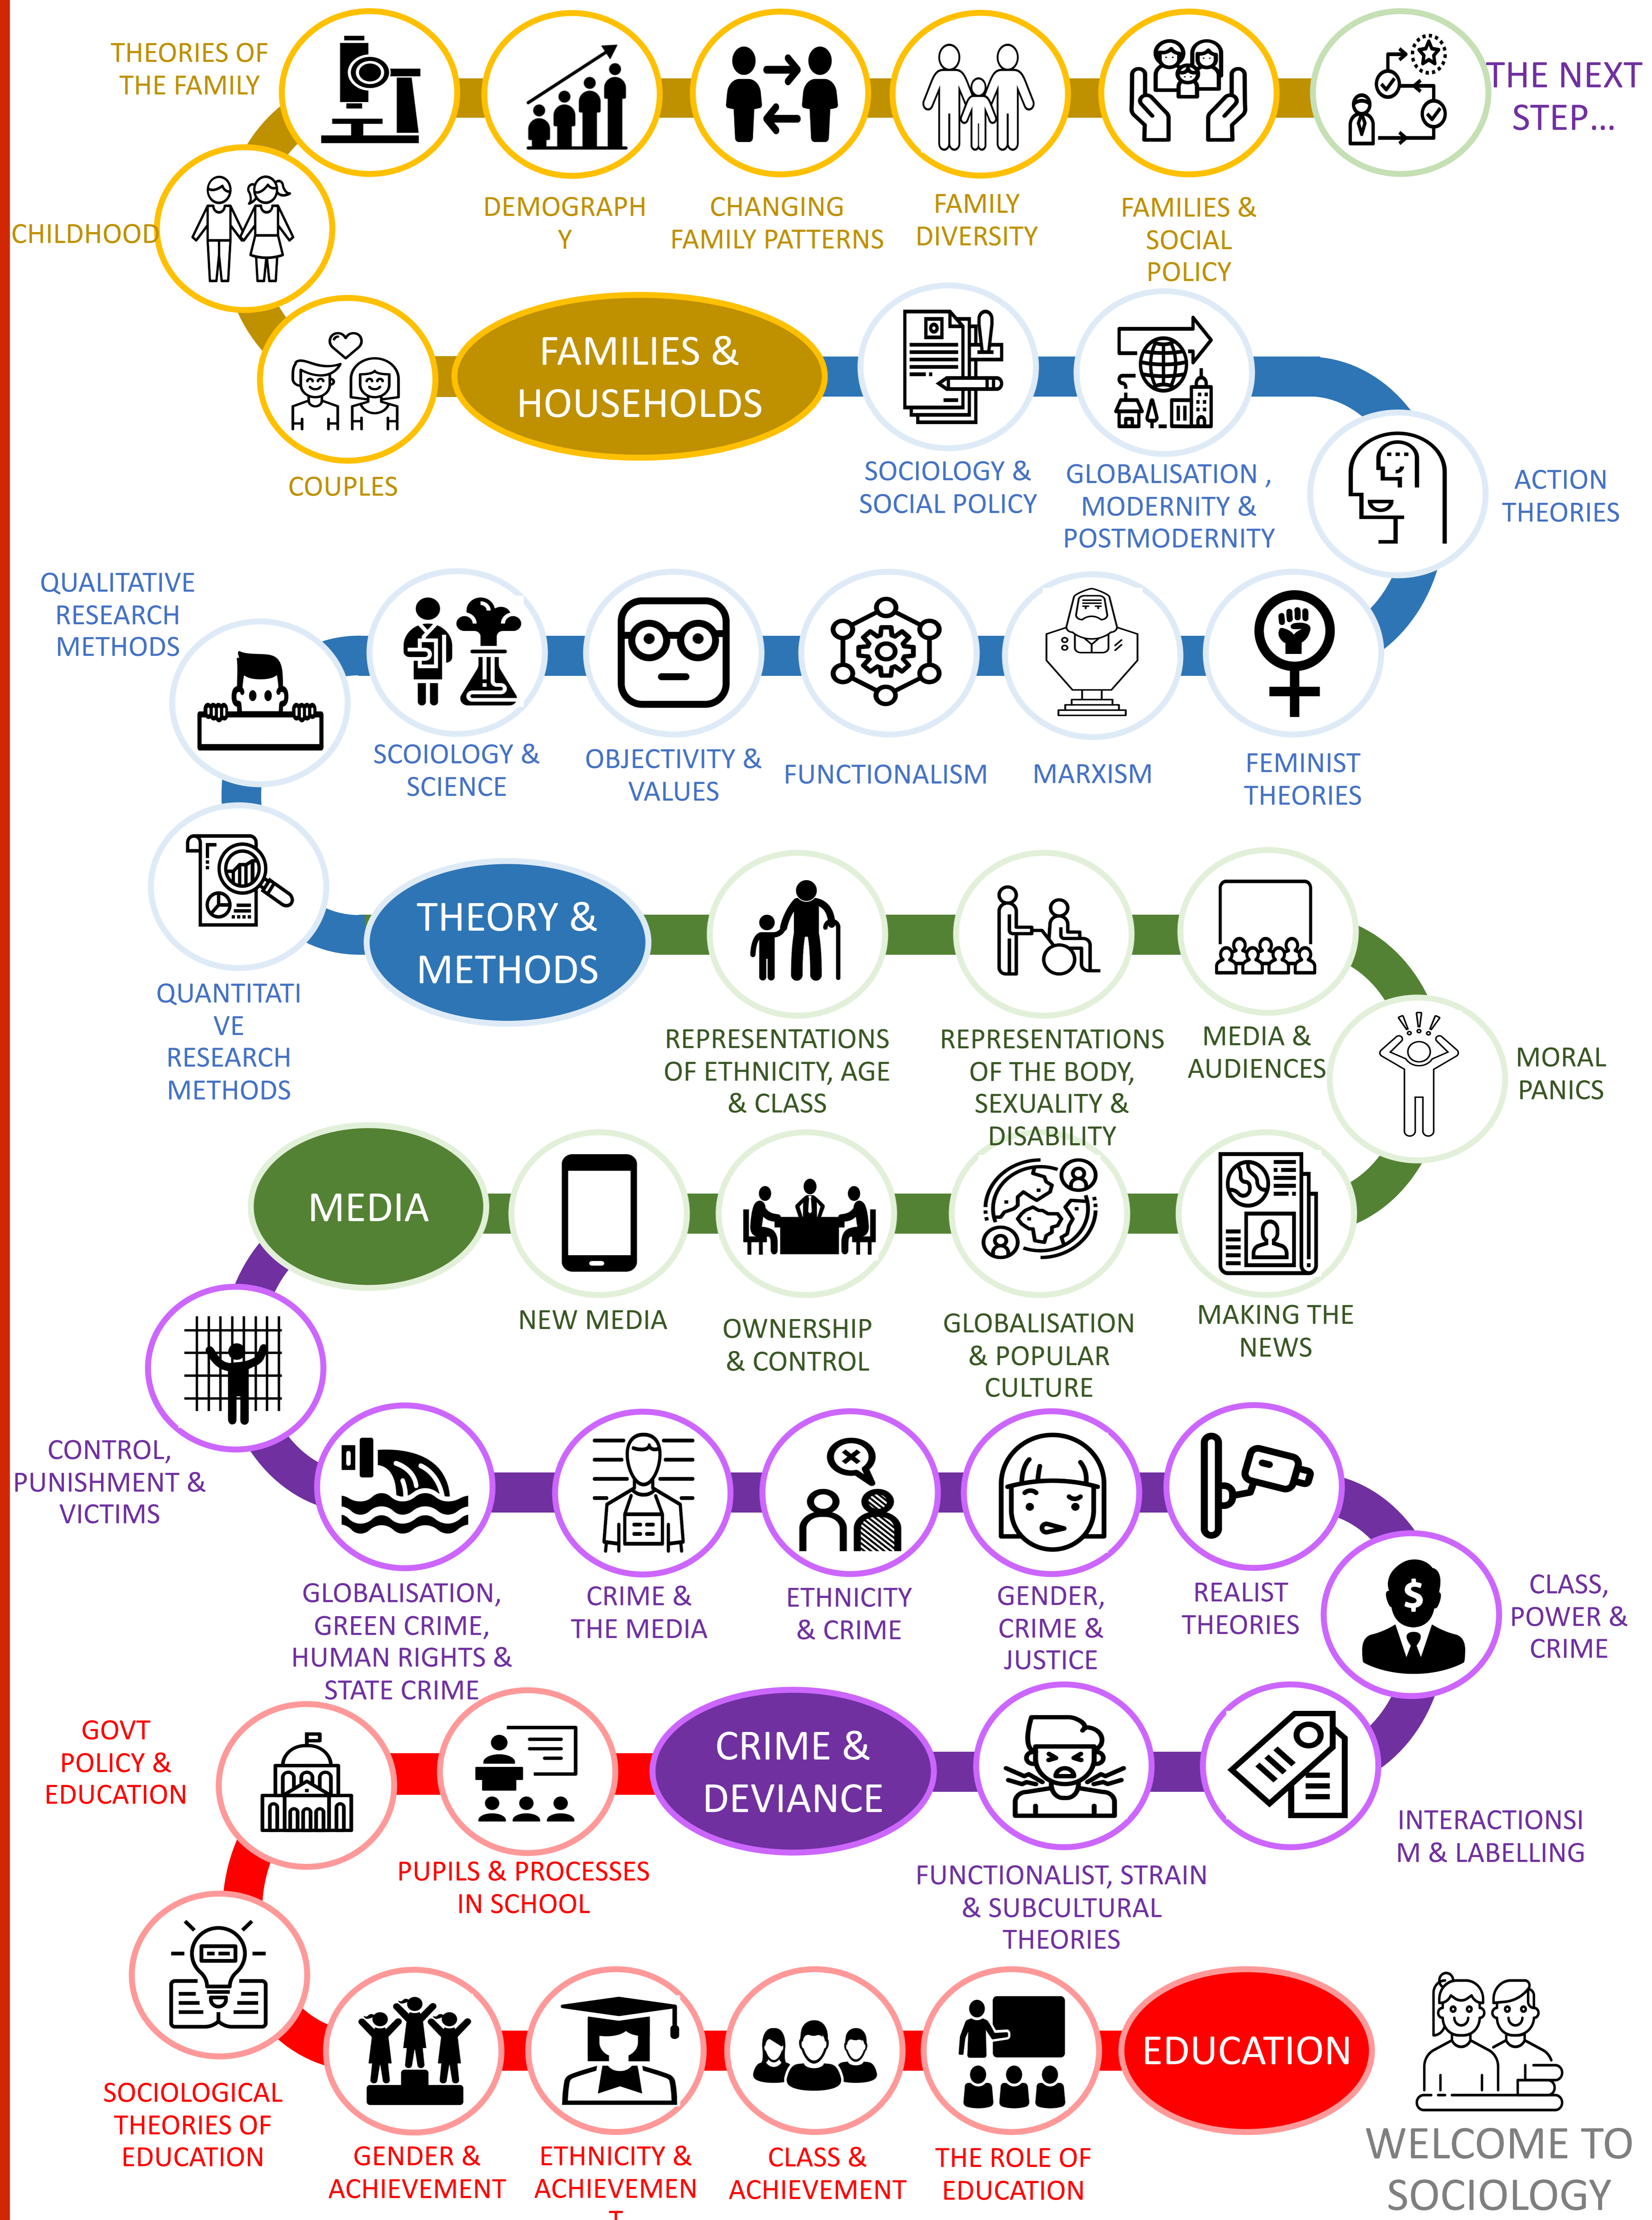 THEORIES OF
THE FAMILY
THE NEXT
STEP...
CHILDHOOD
DEMOGRAPH
Y
CHANGING
FAMILY PATTERNS
FAMILY
DIVERSITY
FAMILIES &
SOCIAL
POLICY
FAMILIES &
HOUSEHOLDS
COUPLES
SOCIOLOGY &
SOCIAL POLICY
GLOBALISATION ,
MODERNITY &
POSTMODERNITY
ACTION
THEORIES
QUALITATIVE
RESEARCH
METHODS
SCOIOLOGY &
SCIENCE
OBJECTIVITY &
VALUES
FUNCTIONALISM
MARXISM
FEMINIST
THEORIES
THEORY &
METHODS
QUANTITATI
VE
RESEARCH
METHODS
REPRESENTATIONS
OF ETHNICITY, AGE
& CLASS
REPRESENTATIONS
OF THE BODY,
SEXUALITY &
DISABILITY
MEDIA &
AUDIENCES
MORAL
PANICS
MEDIA
NEW MEDIA
OWNERSHIP
& CONTROL
GLOBALISATION
& POPULAR
CULTURE
MAKING THE
NEWS
CONTROL,
PUNISHMENT &
VICTIMS
GLOBALISATION,
GREEN CRIME,
HUMAN RIGHTS &
STATE CRIME
CRIME &
THE MEDIA
ETHNICITY
& CRIME
GENDER,
CRIME &
JUSTICE
REALIST
THEORIES
$
CLASS,
POWER &
CRIME
GOVT
POLICY &
EDUCATION
PUPILS & PROCESSES
IN SCHOOL
CRIME &
DEVIANCE
FUNCTIONALIST, STRAIN
& SUBCULTURAL
THEORIES
INTERACTIONSI
M & LABELLING
SOCIOLOGICAL
THEORIES OF
EDUCATION
GENDER &
ACHIEVEMENT
ETHNICITY &
ACHIEVEMEN
T
CLASS &
ACHIEVEMENT
THE ROLE OF
EDUCATION
EDUCATION
WELCOME TO
SOCIOLOGY